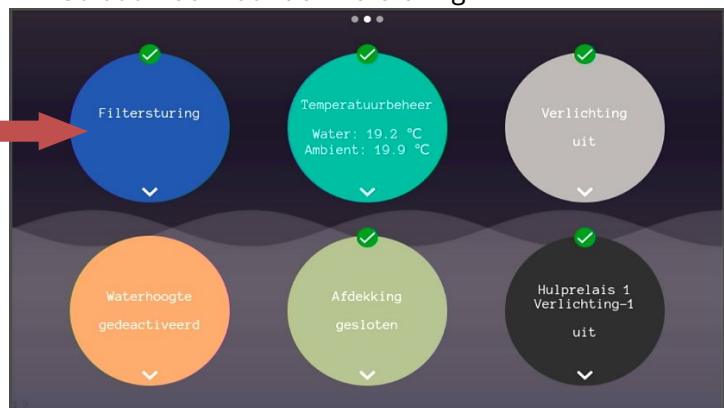 Filtersturing
Temperatuurbeheer
Water: 19.2 °C
Ambient: 19.9 °C
Verlichting
uit
Waterhoogte
gedeactiveerd
Afdekking
gesloten
Hulprelais 1
Verlichting-1
uit